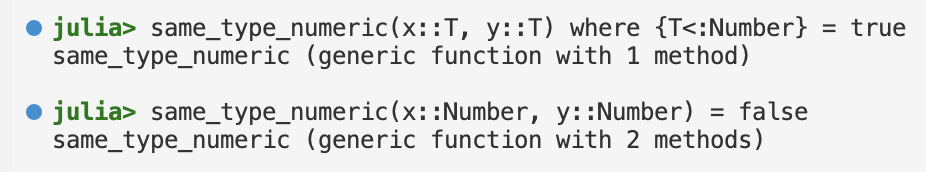 julia> same_type_numeric(x::T, y::T) where {T<:Number} = true
same_type_numeric (generic function with 1 method)
julia> same_type_numeric(x::Number, y::Number) = false
same_type_numeric (generic function with 2 methods)